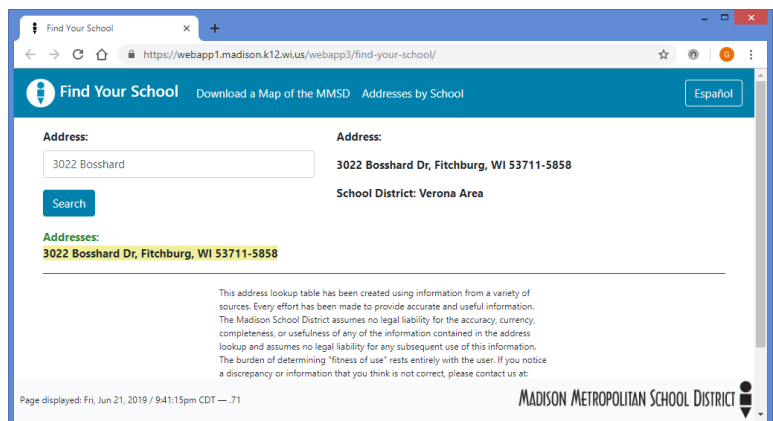 Find Your School
https://webapp1.madison.k12.wi.us/webapp3/find-your-school/
G
Find Your School Download a Map of the MMSD Addresses by School Español
Address:
3022 Bosshard
Search
Addresses:
3022 Bosshard Dr, Fitchburg, WI 53711-5858
Address:
3022 Bosshard Dr, Fitchburg, WI 53711-5858
School District: Verona Area
This address lookup table has been created using information from a variety of
sources. Every effort has been made to provide accurate and useful information.
The Madison School District assumes no legal liability for the accuracy, currency,
completeness, or usefulness of any of the information contained in the address
lookup and assumes no legal liability for any subsequent use of this information.
The burden of determining "fitness of use" rests entirely with the user. If you notice
a discrepancy or information that you think is not correct, please contact us at:
Page displayed: Fri, Jun 21, 2019 / 9:41:15pm CDT — .71
MADISON METROPOLITAN SCHOOL DISTRICT